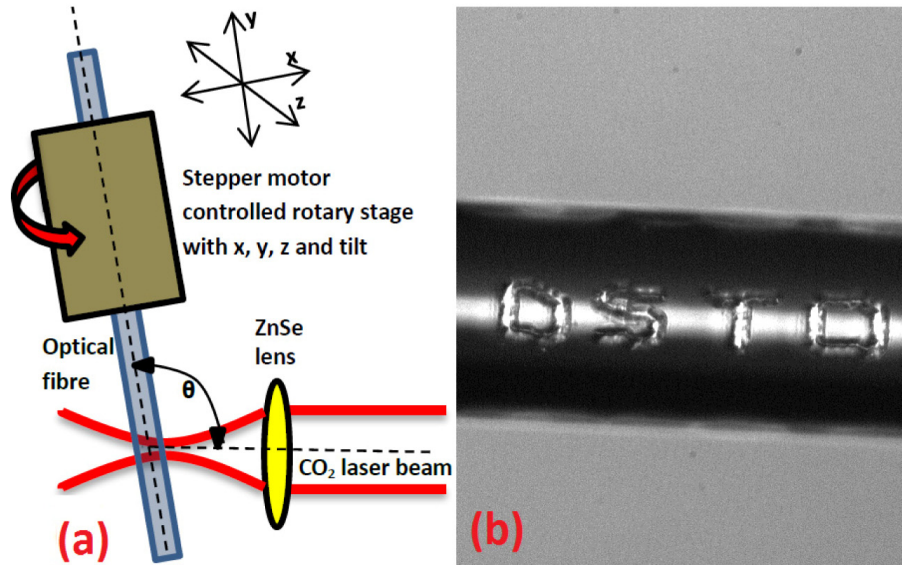 y
x
z
Stepper motor
controlled rotary stage
with x, y, z and tilt
ZnSe
lens
Optical
fibre
θ
CO₂ laser beam
(a)
DSTO
(b)